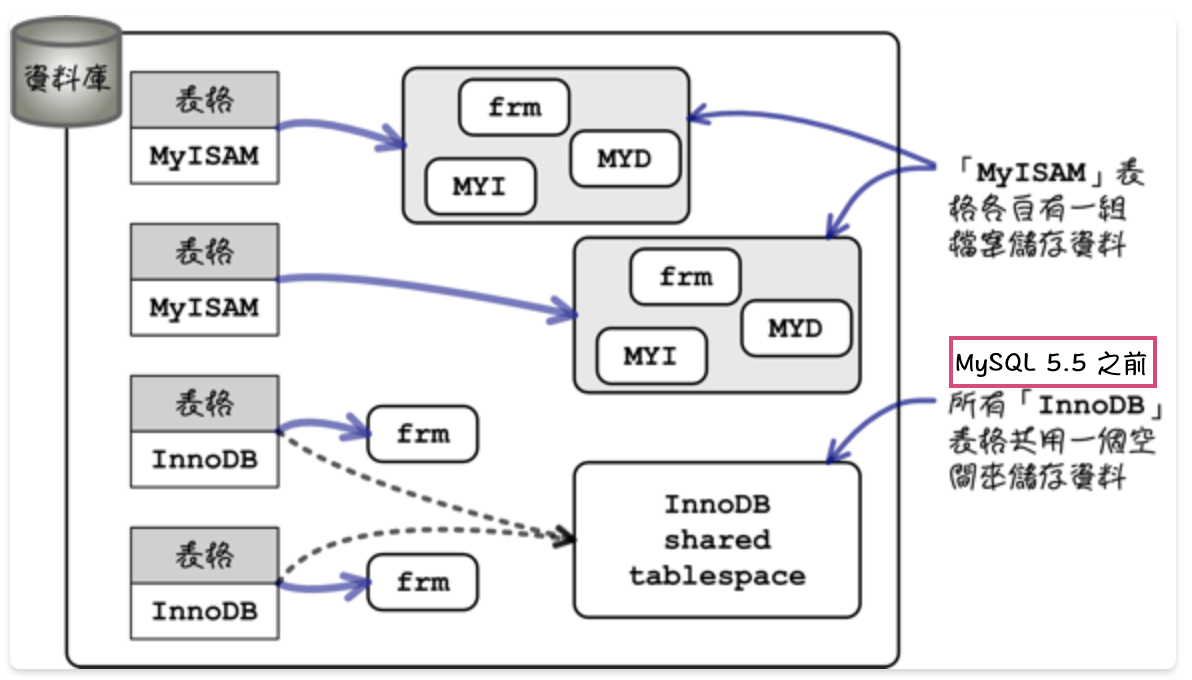 資料庫
表格
MyISAM
frm
MYD
MYI
表格
MyISAM
frm
MYD
MYI
表格
InnoDB
frm
表格
InnoDB
frm
InnoDB
shared
tablespace
「MyISAM」表
格各自有一組
檔案儲存資料
MySQL 5.5 之前
所有「InnoDB」
表格共用一個空
間來儲存資料